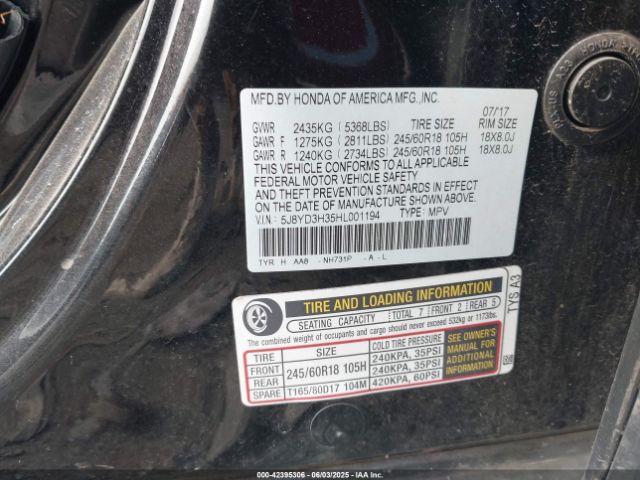 MFD.BY HONDA OF AMERICA MFG.,INC.
07/17
GVWR 2435KG ( 5368LBS) TIRE SIZE RIM SIZE
GAWR F 1275KG ( 2811LBS) 245/60R18 105H 18X8.0J
GAWR R 1240KG ( 2734LBS) 245/60R18 105H 18X8.0J
THIS VEHICLE CONFORMS TO ALL APPLICABLE
FEDERAL MOTOR VEHICLE SAFETY
AND THEFT PREVENTION STANDARDS IN EFFECT
ON THE DATE OF MANUFACTURE SHOWN ABOVE.
V.I.N: 5J8YD3H35HL001194 TYPE: MPV
TYR H AA8 - NH731P - A - L
TIRE AND LOADING INFORMATION
SEATING CAPACITY TOTAL 7 FRONT 2 REAR 5
The combined weight of occupants and cargo should never exceed 532kg or 1173lbs.
TIRE SIZE COLD TIRE PRESSURE
FRONT 245/60R18 105H 240KPA, 35PSI
REAR 240KPA, 35PSI
SPARE T165/80D17 104M 420KPA, 60PSI
SEE OWNER'S
MANUAL FOR
ADDITIONAL
INFORMATION
TYS A3
00-42395306 - 06/03/2025 - IAAI.CA